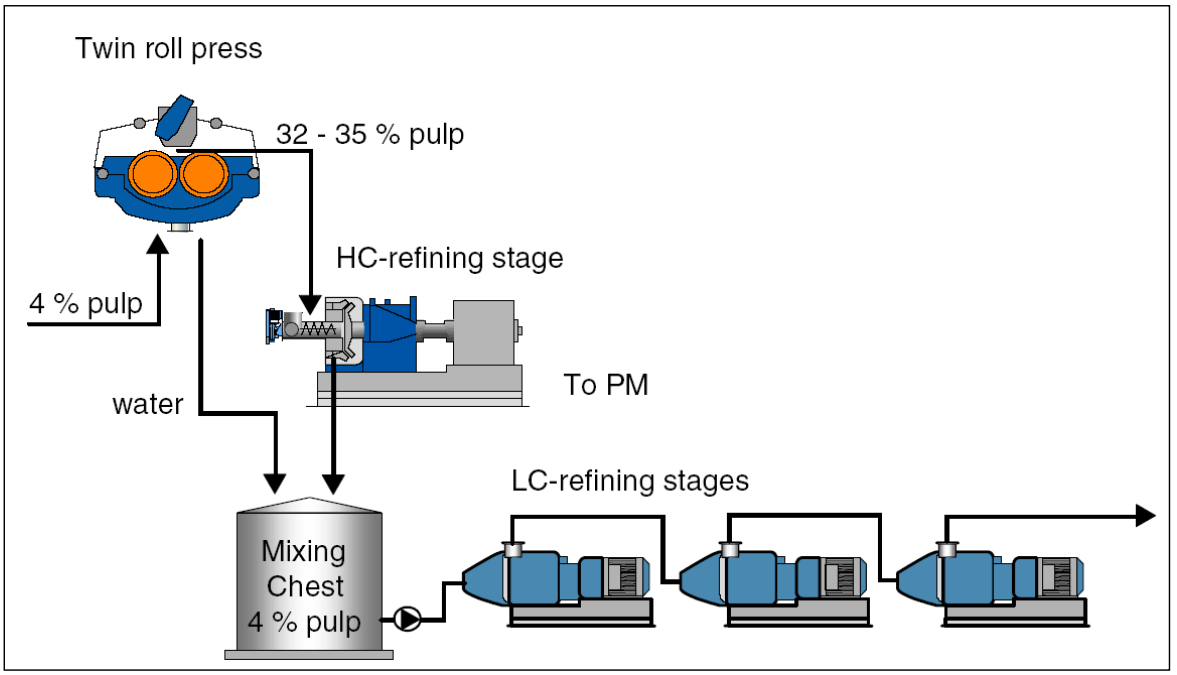 Twin roll press
32 - 35 % pulp
HC-refining stage
4 % pulp
To PM
water
LC-refining stages
Mixing
Chest
4 % pulp